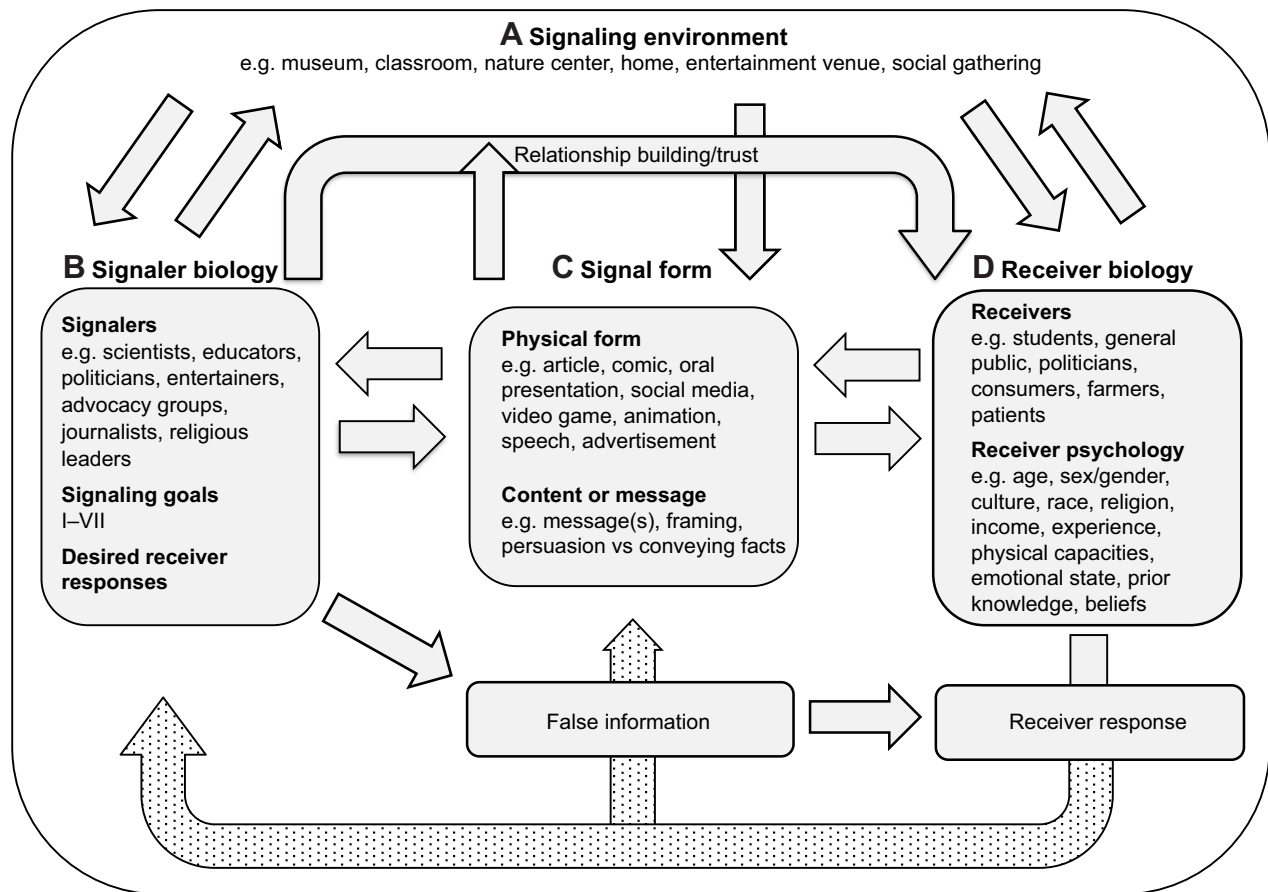 A Signaling environment
e.g. museum, classroom, nature center, home, entertainment venue, social gathering
Relationship building/trust
B Signaler biology
Signalers
e.g. scientists, educators,
politicians, entertainers,
advocacy groups,
journalists, religious
leaders
Signaling goals
I–VII
Desired receiver
responses
C Signal form
Physical form
e.g. article, comic, oral
presentation, social media,
video game, animation,
speech, advertisement
Content or message
e.g. message(s), framing,
persuasion vs conveying facts
D Receiver biology
Receivers
e.g. students, general
public, politicians,
consumers, farmers,
patients
Receiver psychology
e.g. age, sex/gender,
culture, race, religion,
income, experience,
physical capacities,
emotional state, prior
knowledge, beliefs
False information
Receiver response